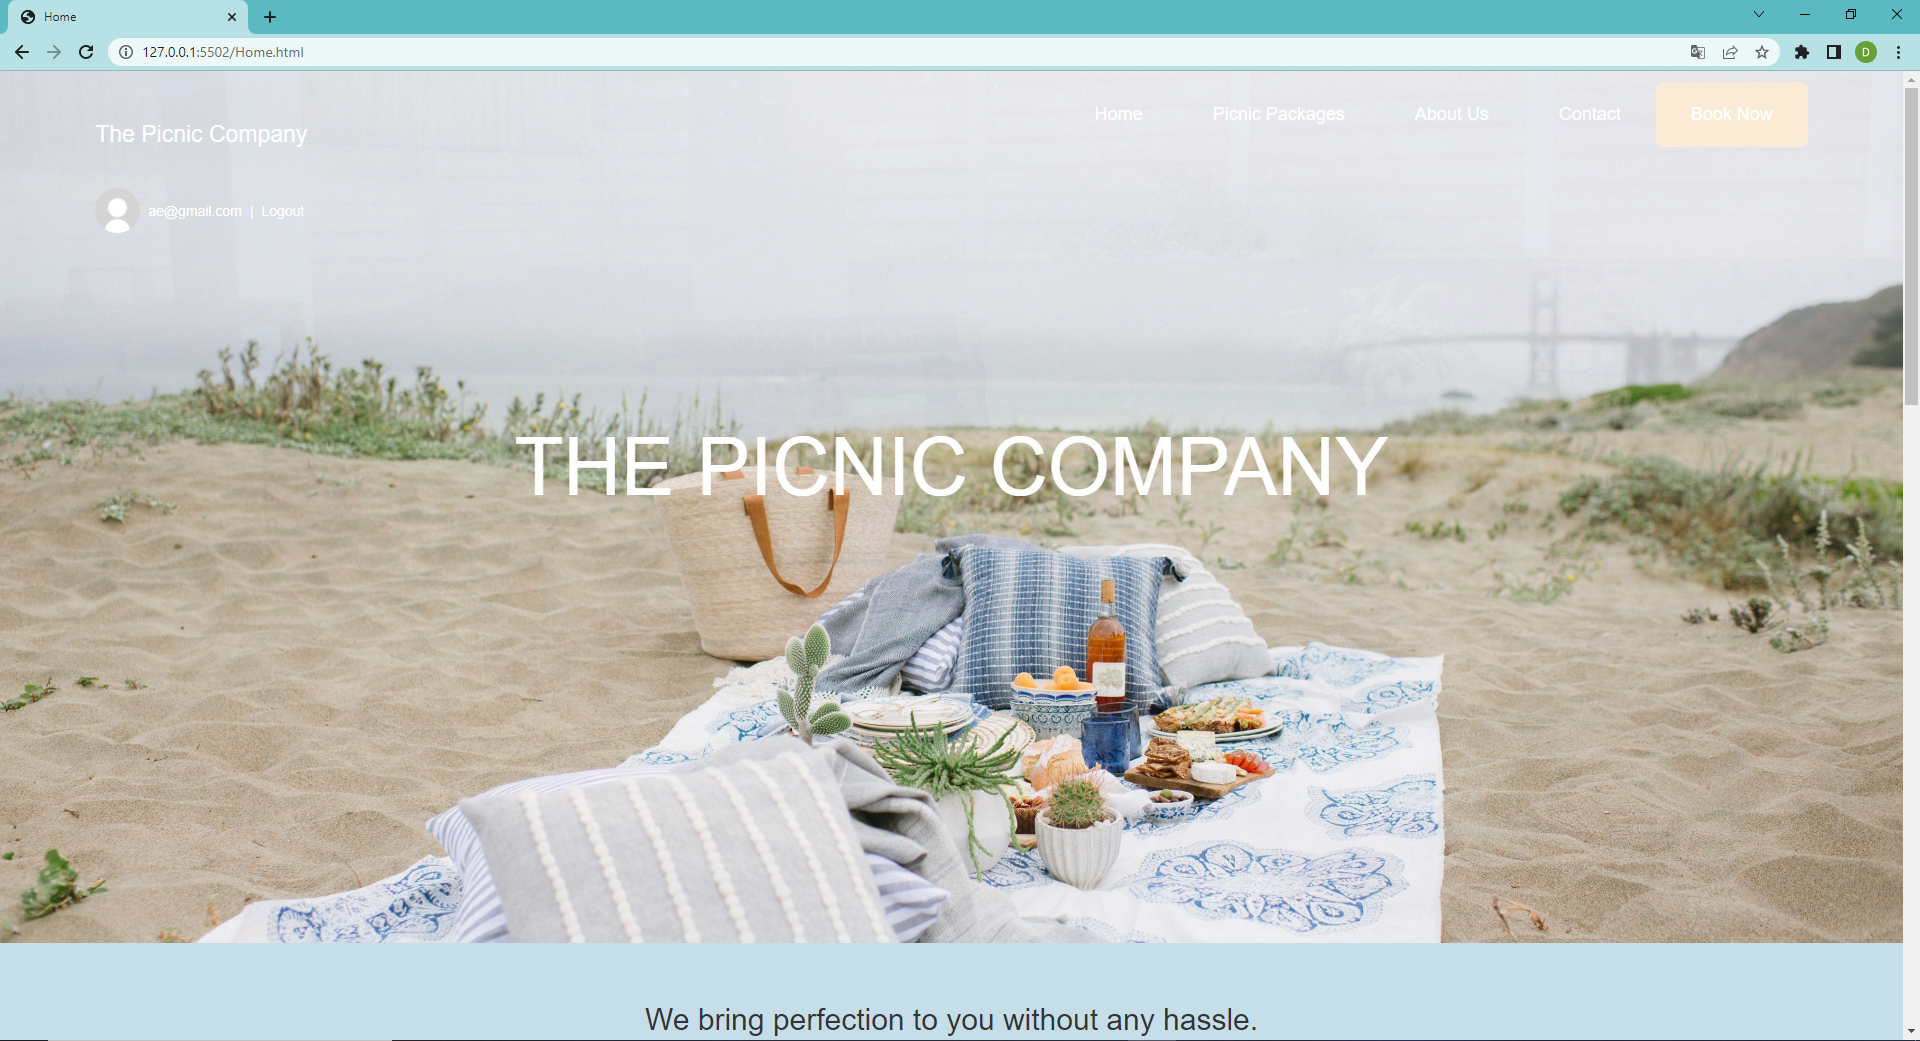 Home
127.0.0.1:5502/Home.html
D
The Picnic Company
Home Picnic Packages About Us Contact Book Now
ae@gmail.com | Logout
THE PICNIC COMPANY
We bring perfection to you without any hassle.